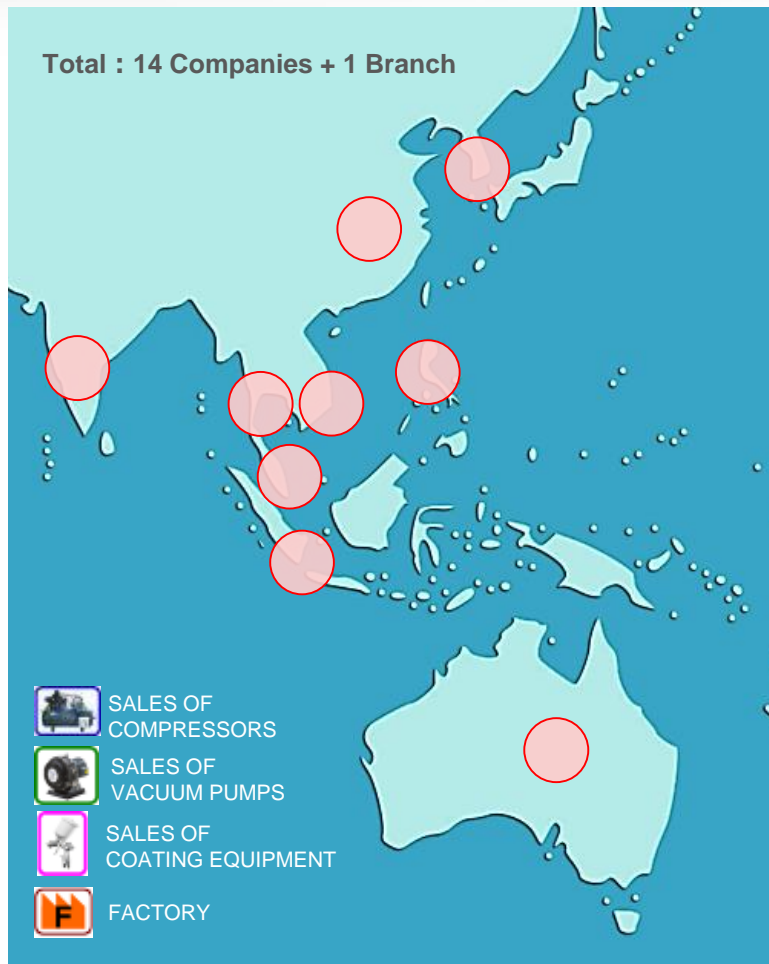 Total : 14 Companies + 1 Branch
SALES OF
COMPRESSORS
SALES OF
VACUUM PUMPS
SALES OF
COATING EQUIPMENT
F
FACTORY